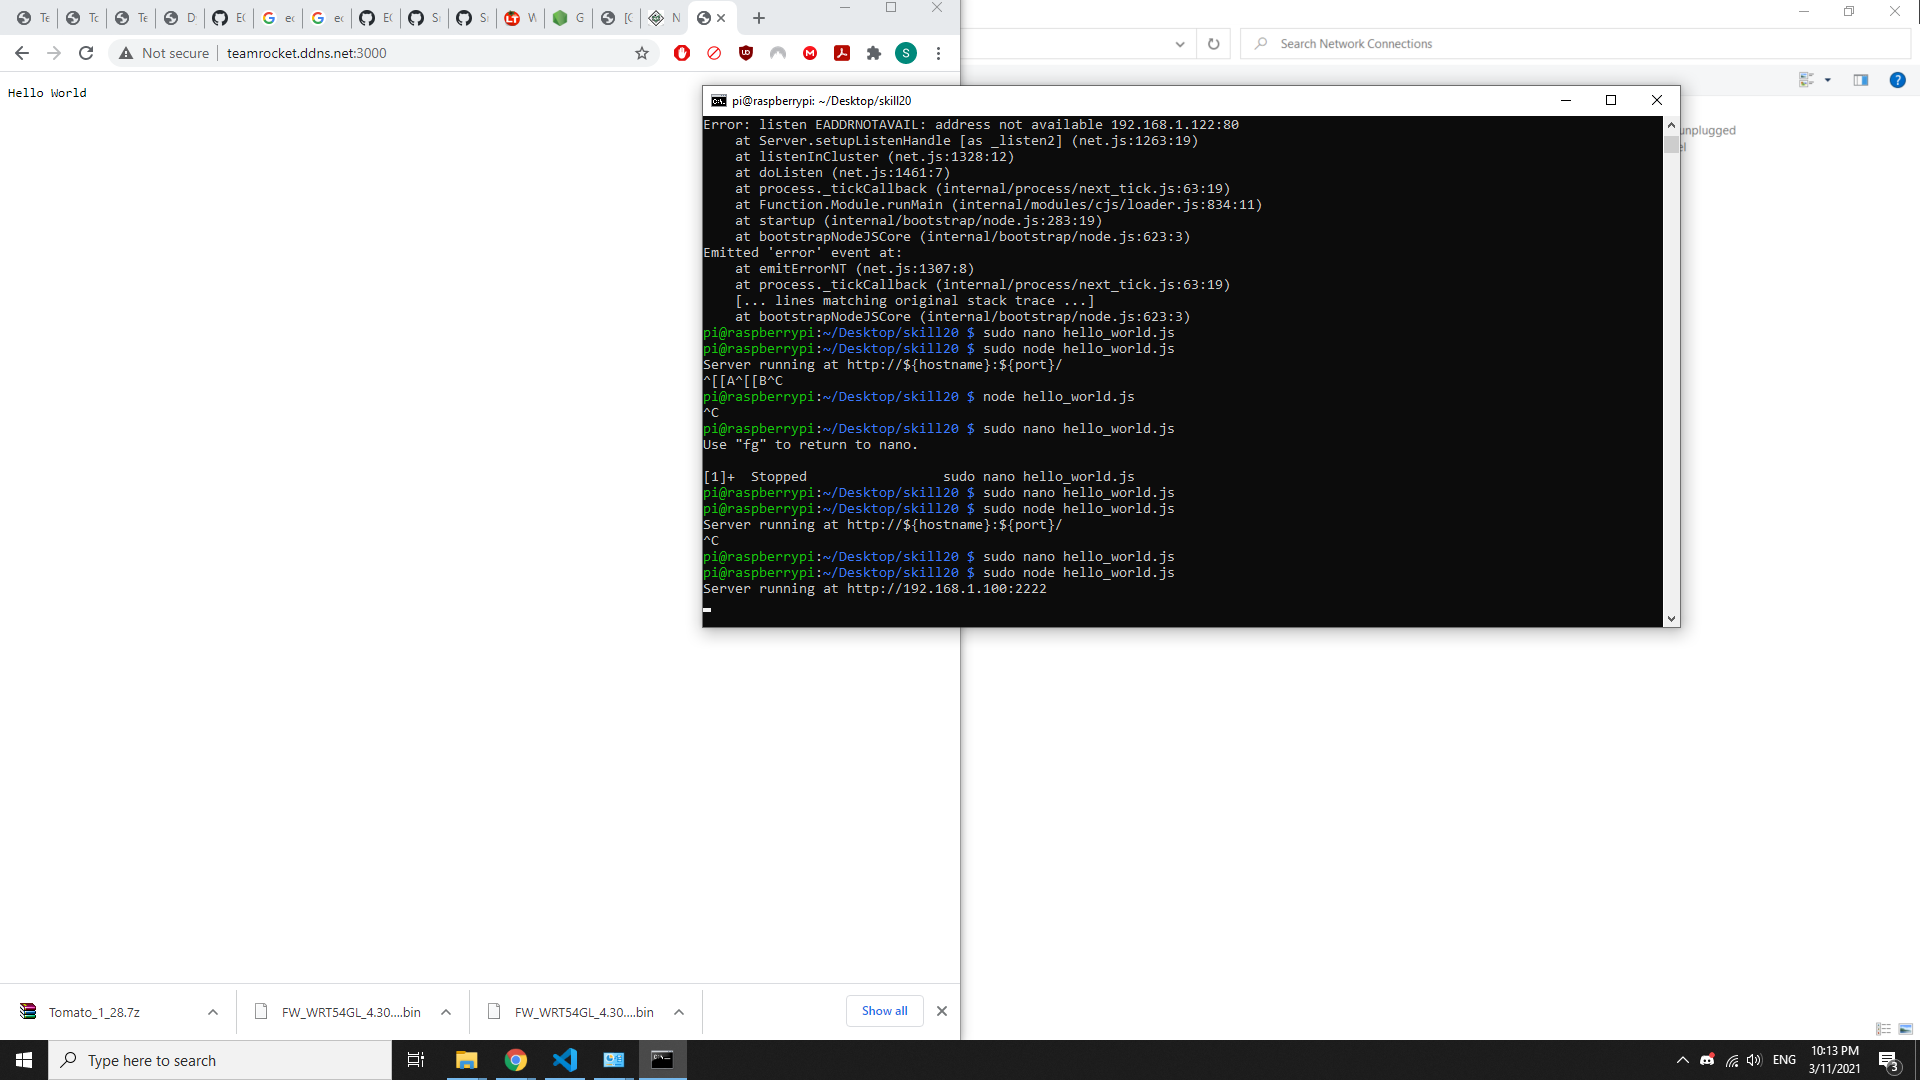 Te
To
Te
D
EC
ec
ec
EC
Si
Si
W
G
[C
N
Not secure
teamrocket.ddns.net:3000
S
Search Network Connections
Hello World
unplugged
el
pi@raspberrypi: ~/Desktop/skill20
Error: listen EADDRNOTAVAIL: address not available 192.168.1.122:80
    at Server.setupListenHandle [as _listen2] (net.js:1263:19)
    at listenInCluster (net.js:1328:12)
    at doListen (net.js:1461:7)
    at process._tickCallback (internal/process/next_tick.js:63:19)
    at Function.Module.runMain (internal/modules/cjs/loader.js:834:11)
    at startup (internal/bootstrap/node.js:283:19)
    at bootstrapNodeJSCore (internal/bootstrap/node.js:623:3)
Emitted 'error' event at:
    at emitErrorNT (net.js:1307:8)
    at process._tickCallback (internal/process/next_tick.js:63:19)
    [... lines matching original stack trace ...]
    at bootstrapNodeJSCore (internal/bootstrap/node.js:623:3)
pi@raspberrypi:~/Desktop/skill20 $ sudo nano hello_world.js
pi@raspberrypi:~/Desktop/skill20 $ sudo node hello_world.js
Server running at http://${hostname}:${port}/
^[[A^[[B^C
pi@raspberrypi:~/Desktop/skill20 $ node hello_world.js
^C
pi@raspberrypi:~/Desktop/skill20 $ sudo nano hello_world.js
Use "fg" to return to nano.
[1]+  Stopped                 sudo nano hello_world.js
pi@raspberrypi:~/Desktop/skill20 $ sudo nano hello_world.js
pi@raspberrypi:~/Desktop/skill20 $ sudo node hello_world.js
Server running at http://${hostname}:${port}/
^C
pi@raspberrypi:~/Desktop/skill20 $ sudo nano hello_world.js
pi@raspberrypi:~/Desktop/skill20 $ sudo node hello_world.js
Server running at http://192.168.1.100:2222
Tomato_1_28.7z
FW_WRT54GL_4.30....bin
FW_WRT54GL_4.30....bin
Show all
Type here to search
ENG
10:13 PM
3/11/2021
3